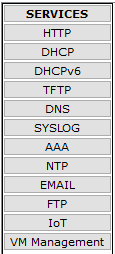 SERVICES
HTTP
DHCP
DHCPv6
TFTP
DNS
SYSLOG
AAA
NTP
EMAIL
FTP
IoT
VM Management